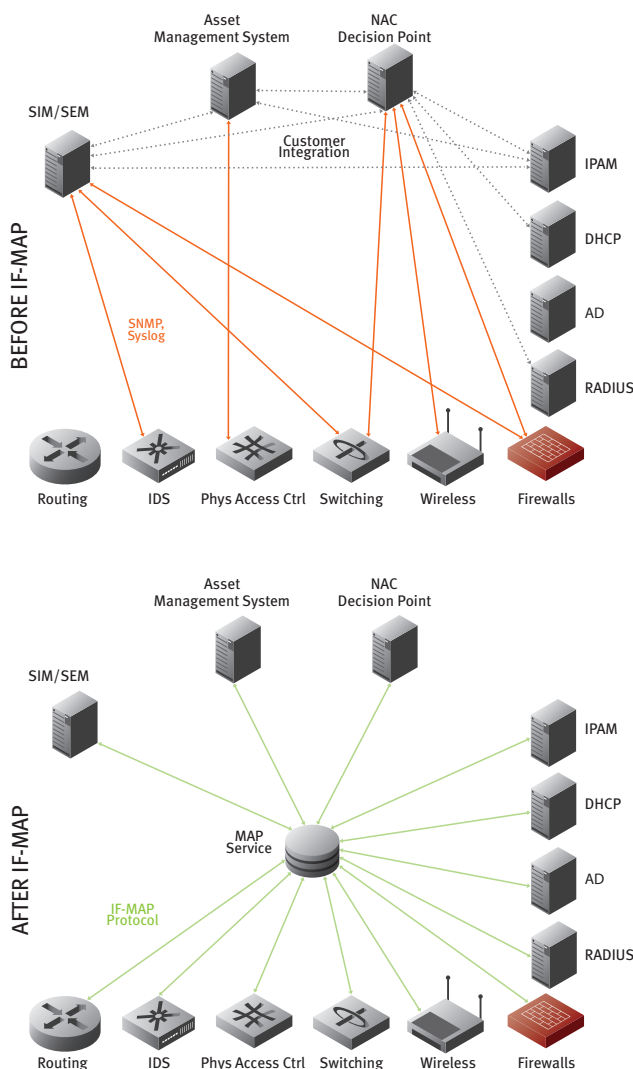 Asset
Management System
NAC
Decision Point
SIM/SEM
Customer
Integration
IPAM
DHCP
AD
RADIUS
BEFORE IF-MAP
SNMP,
Syslog
Routing
IDS
Phys Access Ctrl
Switching
Wireless
Firewalls
Asset
Management System
NAC
Decision Point
SIM/SEM
IPAM
DHCP
AD
RADIUS
MAP
Service
AFTER IF-MAP
IF-MAP
Protocol
Routing
IDS
Phys Access Ctrl
Switching
Wireless
Firewalls